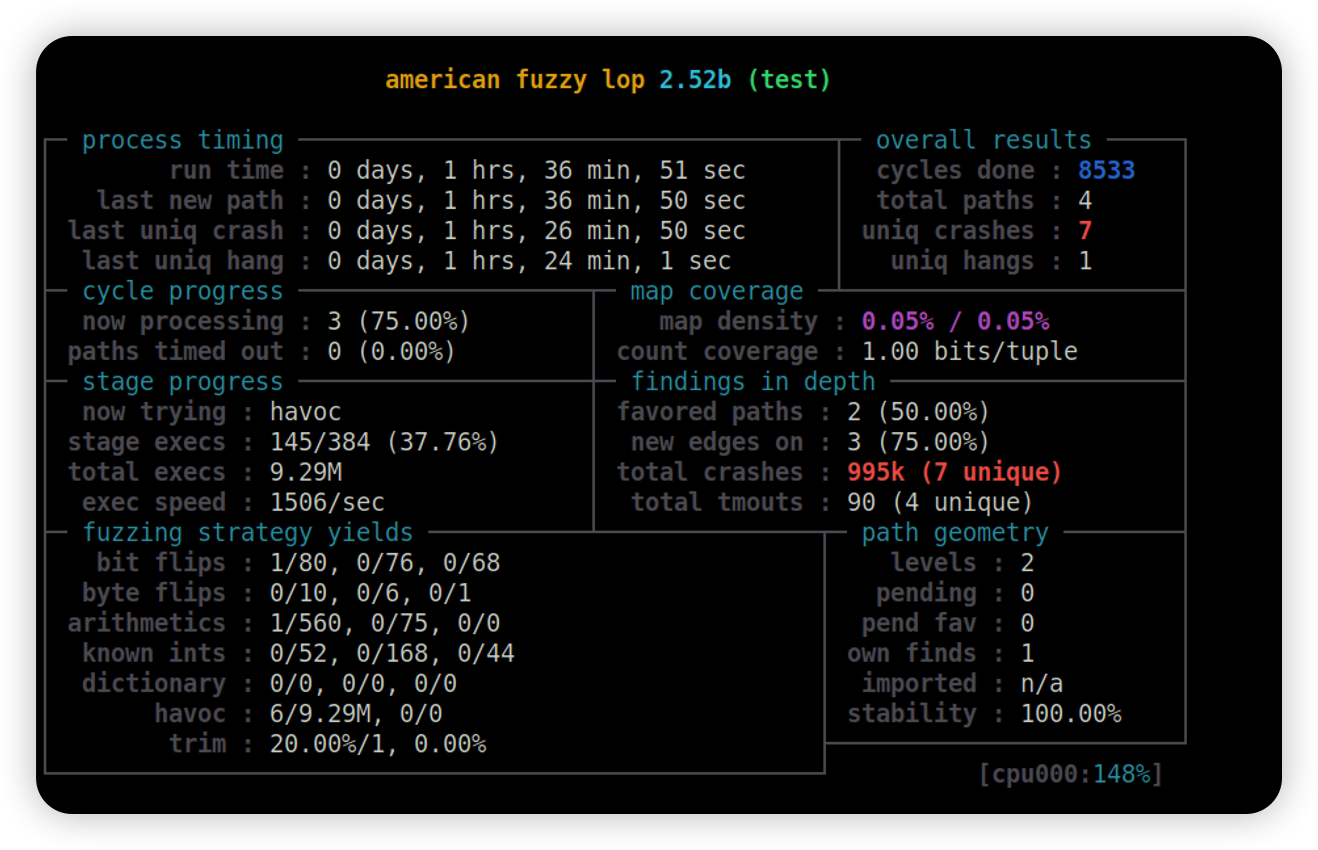 american fuzzy lop 2.52b (test)
process timing overall results
run time : 0 days, 1 hrs, 36 min, 51 sec cycles done : 8533
last new path : 0 days, 1 hrs, 36 min, 50 sec total paths : 4
last uniq crash : 0 days, 1 hrs, 26 min, 50 sec uniq crashes : 7
last uniq hang : 0 days, 1 hrs, 24 min, 1 sec uniq hangs : 1
cycle progress map coverage
now processing : 3 (75.00%) map density : 0.05% / 0.05%
paths timed out : 0 (0.00%) count coverage : 1.00 bits/tuple
stage progress findings in depth
now trying : havoc favored paths : 2 (50.00%)
stage execs : 145/384 (37.76%) new edges on : 3 (75.00%)
total execs : 9.29M total crashes : 995k (7 unique)
exec speed : 1506/sec total tmouts : 90 (4 unique)
fuzzing strategy yields path geometry
bit flips : 1/80, 0/76, 0/68 levels : 2
byte flips : 0/10, 0/6, 0/1 pending : 0
arithmetics : 1/560, 0/75, 0/0 pend fav : 0
known ints : 0/52, 0/168, 0/44 own finds : 1
dictionary : 0/0, 0/0, 0/0 imported : n/a
havoc : 6/9.29M, 0/0 stability : 100.00%
trim : 20.00%/1, 0.00%
[cpu000:148%]